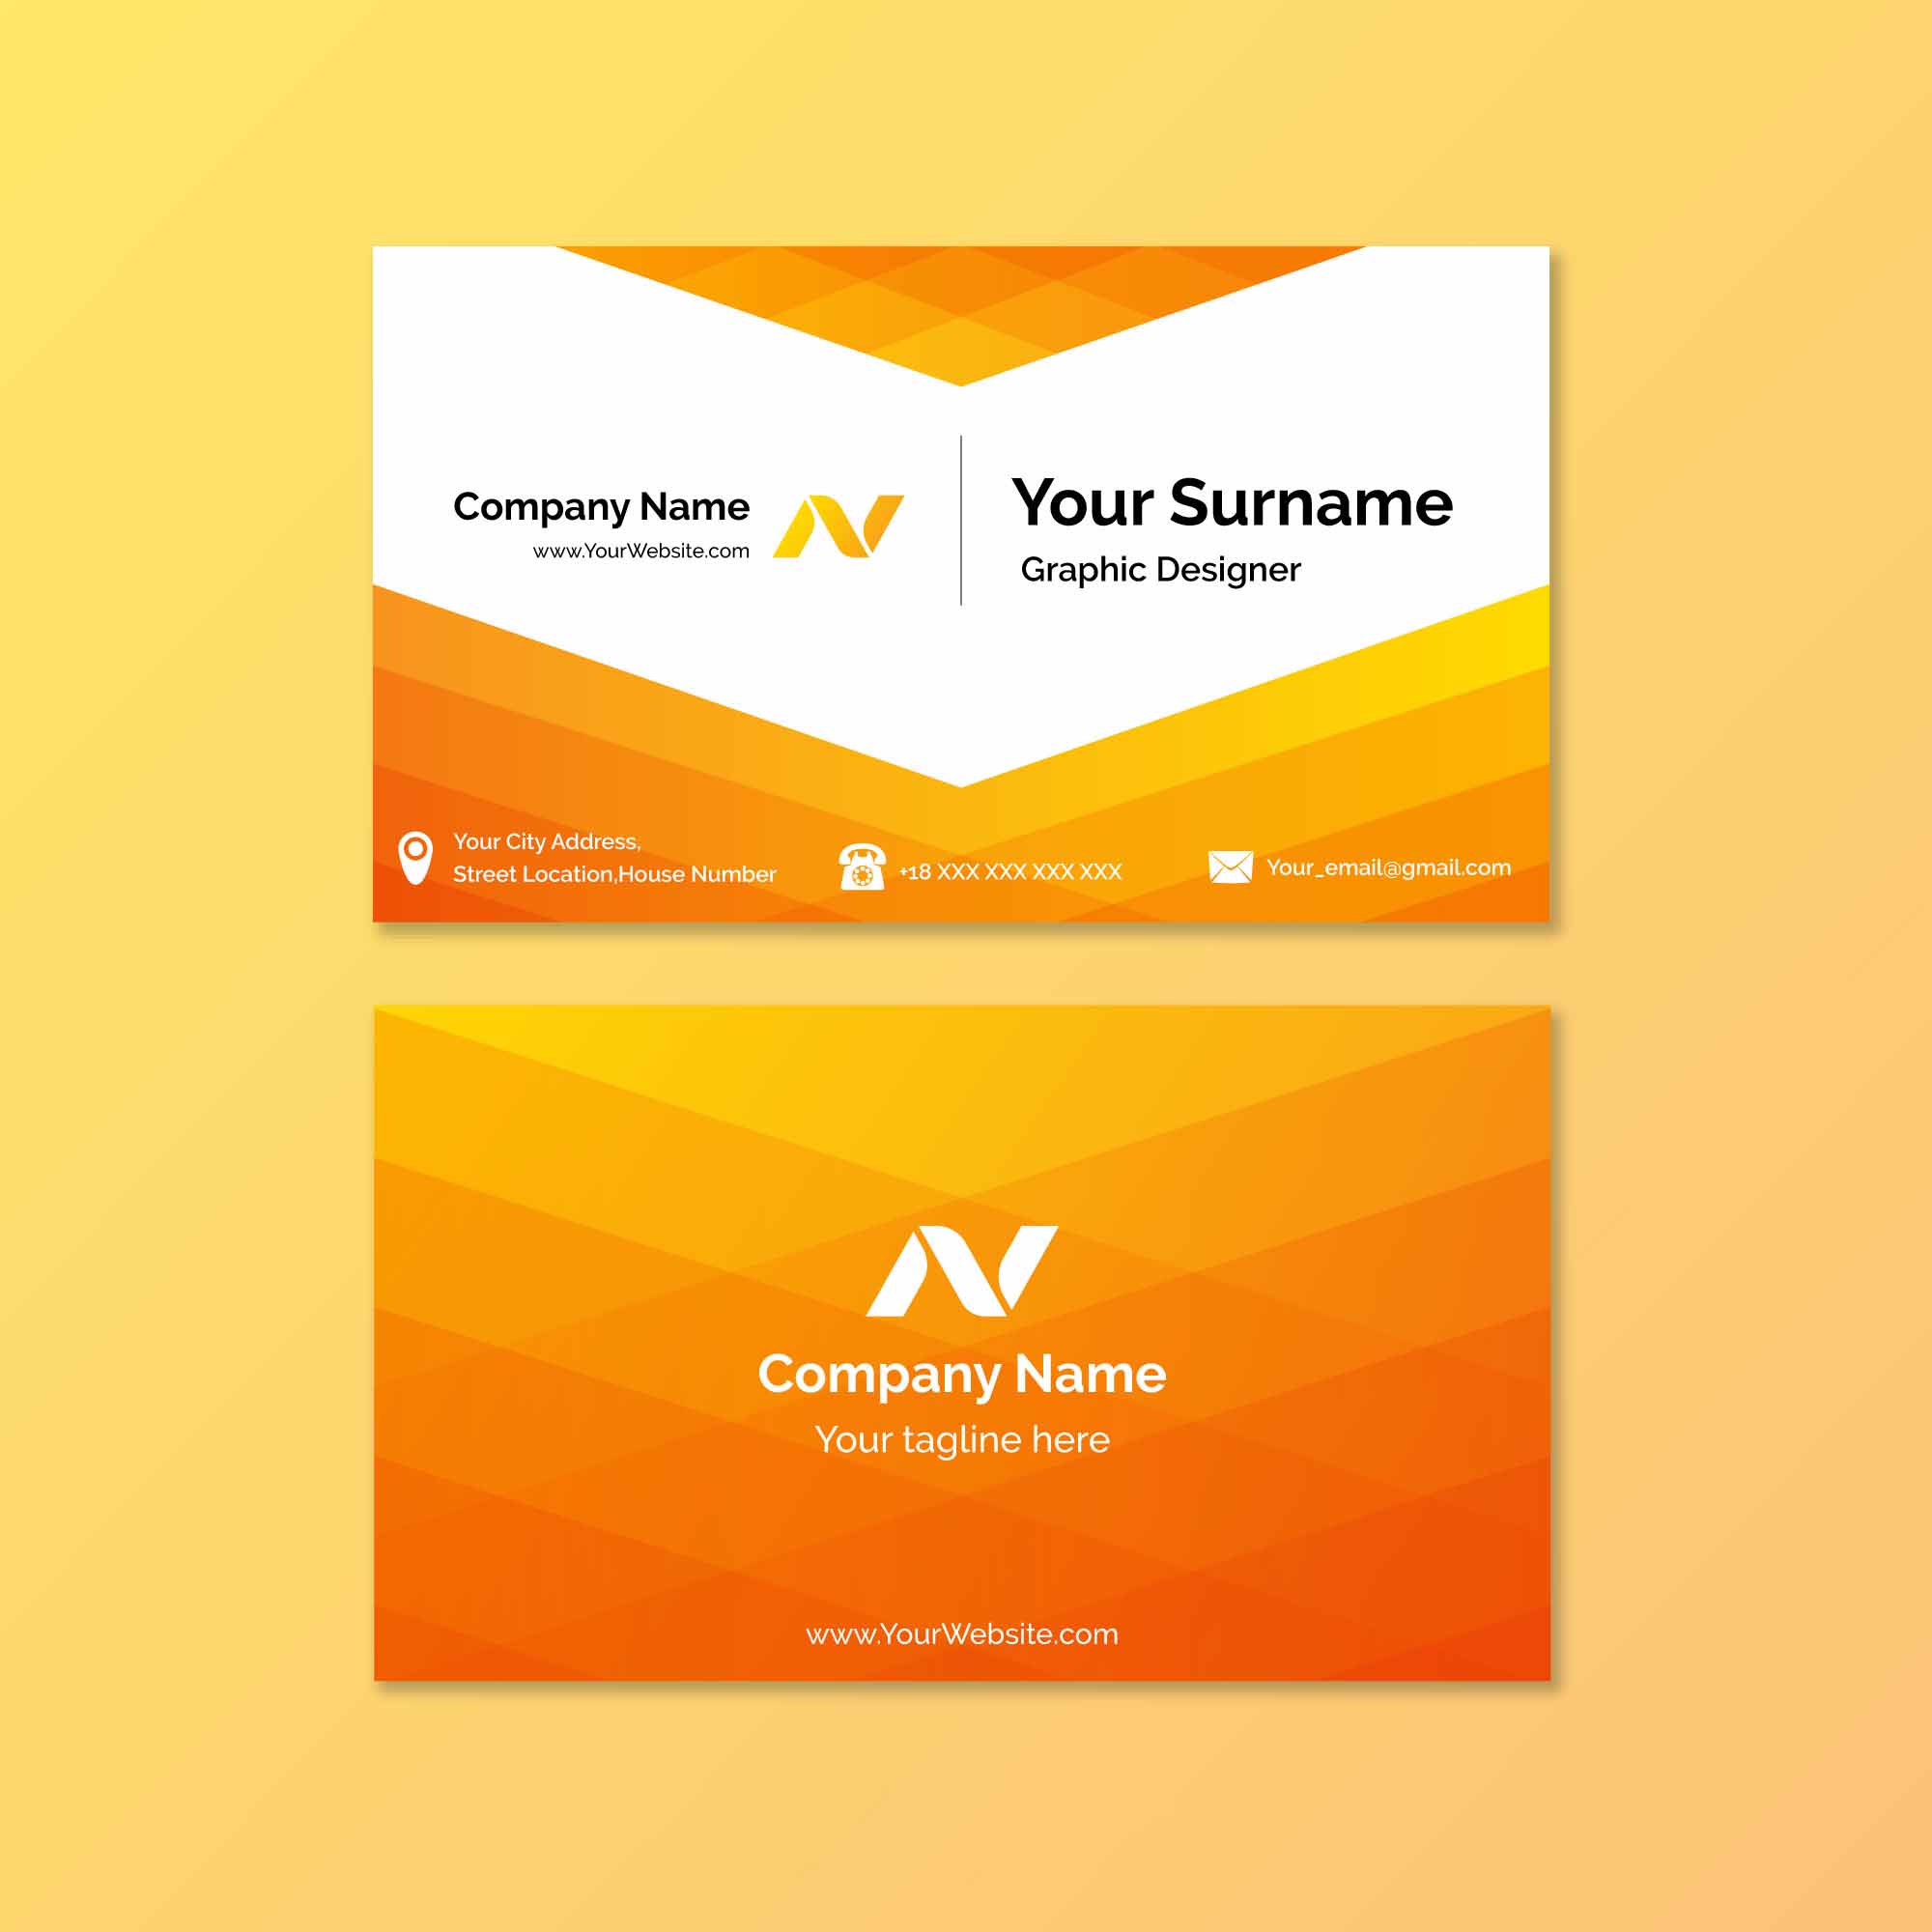 Company Name
www.YourWebsite.com
Your Surname
Graphic Designer
Your City Address,
Street Location,House Number
+18 XXX XXX XXX XXX
Your_email@gmail.com
Company Name
Your tagline here
www.YourWebsite.com